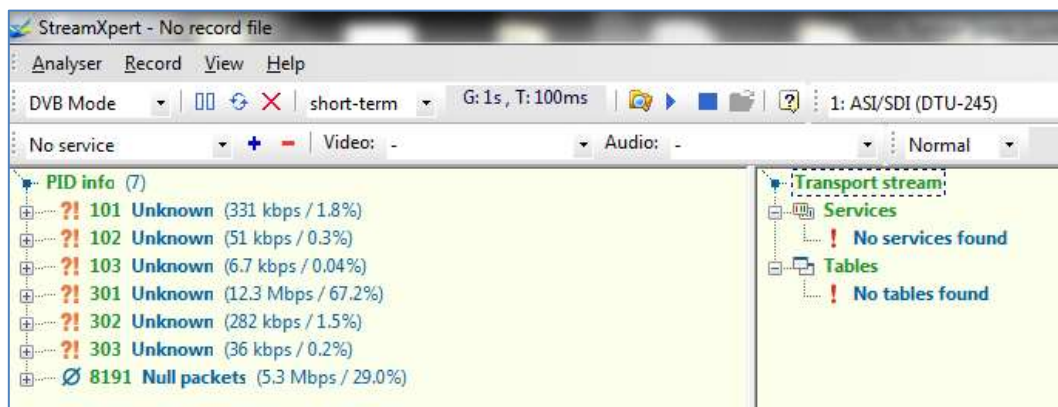 StreamXpert - No record file
Analyser Record View Help
DVB Mode short-term G: 1s , T: 100ms 1: ASI/SDI (DTU-245)
No service Video: - Audio: - Normal
PID info (7)
?! 101 Unknown (331 kbps / 1.8%)
?! 102 Unknown (51 kbps / 0.3%)
?! 103 Unknown (6.7 kbps / 0.04%)
?! 301 Unknown (12.3 Mbps / 67.2%)
?! 302 Unknown (282 kbps / 1.5%)
?! 303 Unknown (36 kbps / 0.2%)
8191 Null packets (5.3 Mbps / 29.0%)
Transport stream
Services
! No services found
Tables
! No tables found